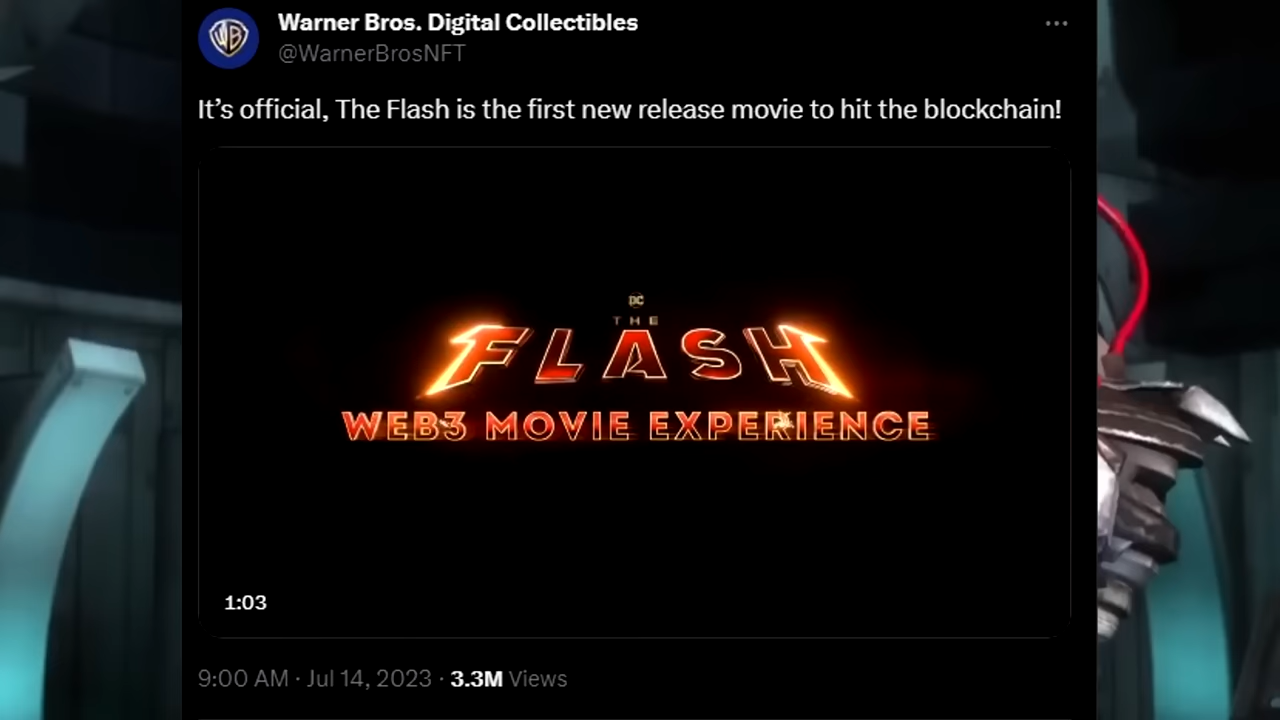 Warner Bros. Digital Collectibles
@WarnerBrosNFT
It’s official, The Flash is the first new release movie to hit the blockchain!
DC
THE
FLASH
WEB3 MOVIE EXPERIENCE
1:03
9:00 AM · Jul 14, 2023 · 3.3M Views